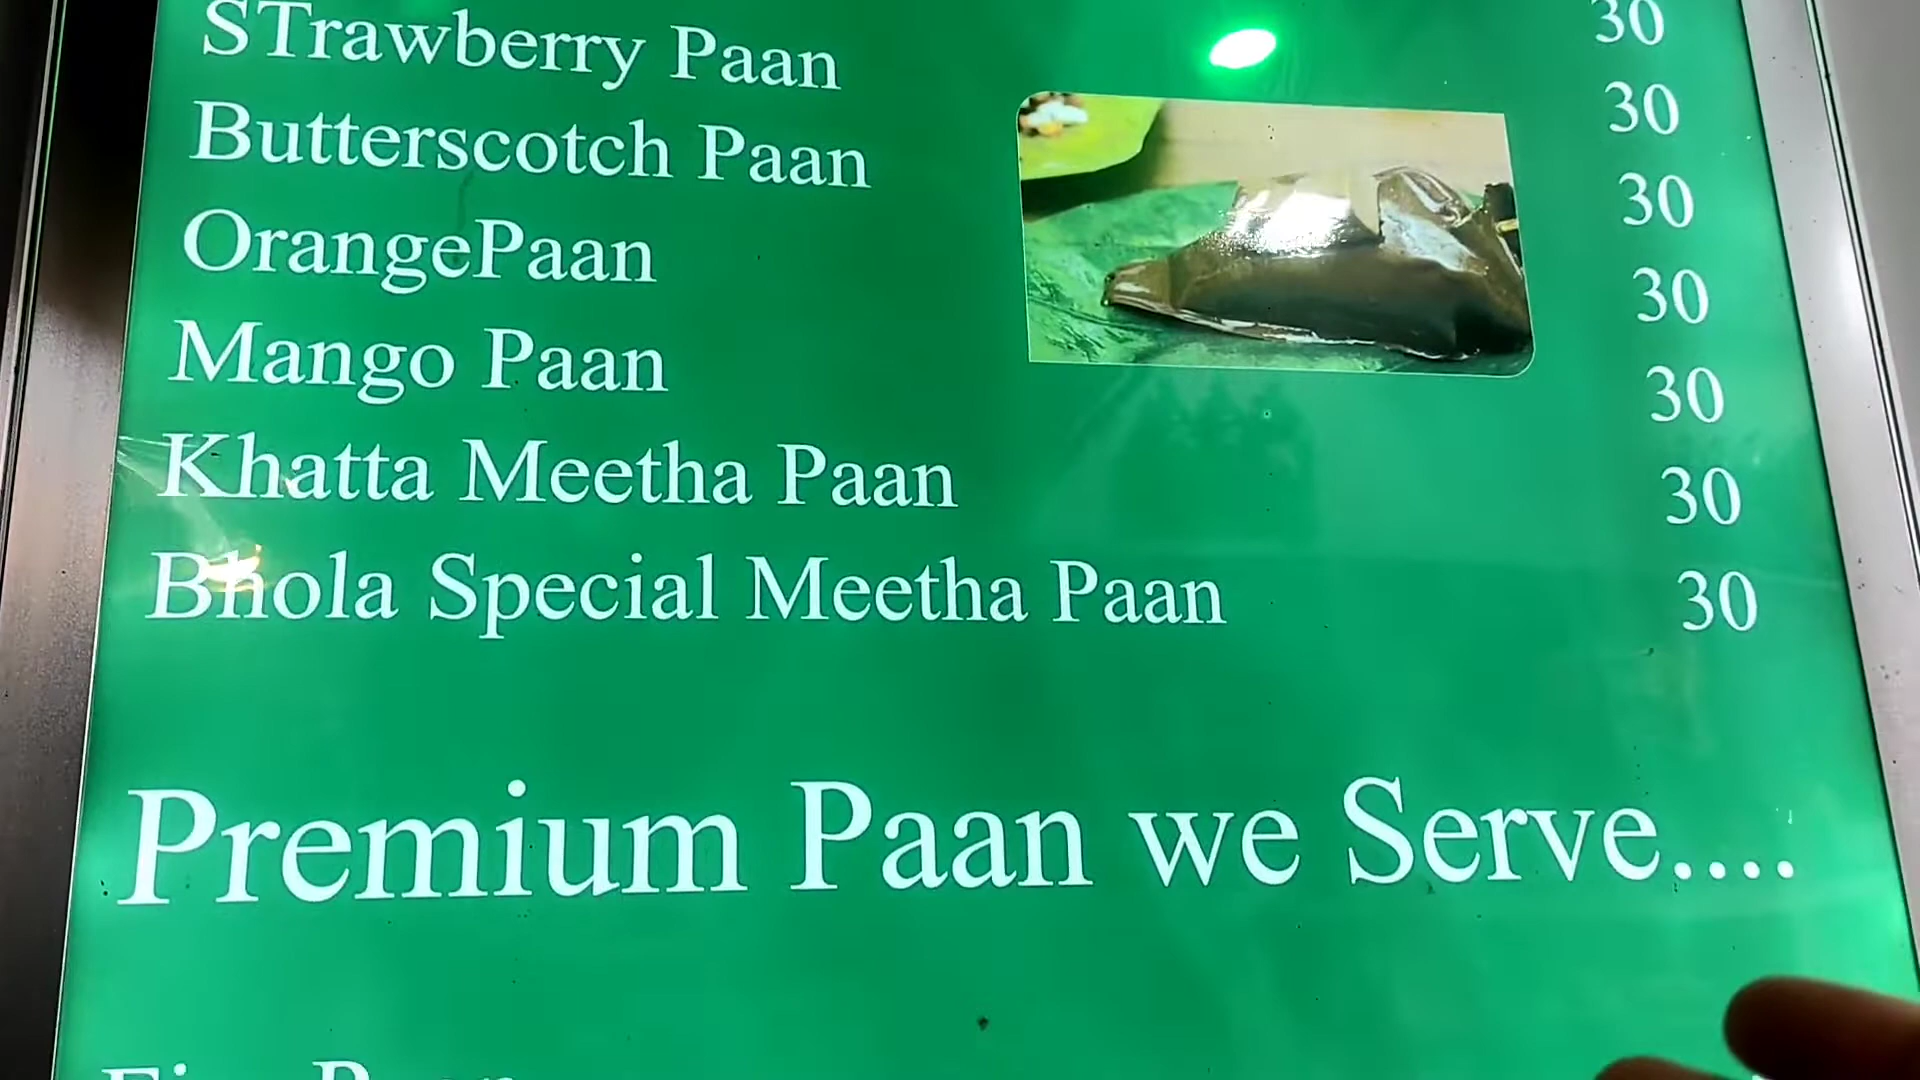 STrawberry Paan 30
Butterscotch Paan 30
OrangePaan 30
Mango Paan 30
Khatta Meetha Paan 30
Bhola Special Meetha Paan 30
30
Premium Paan we Serve....